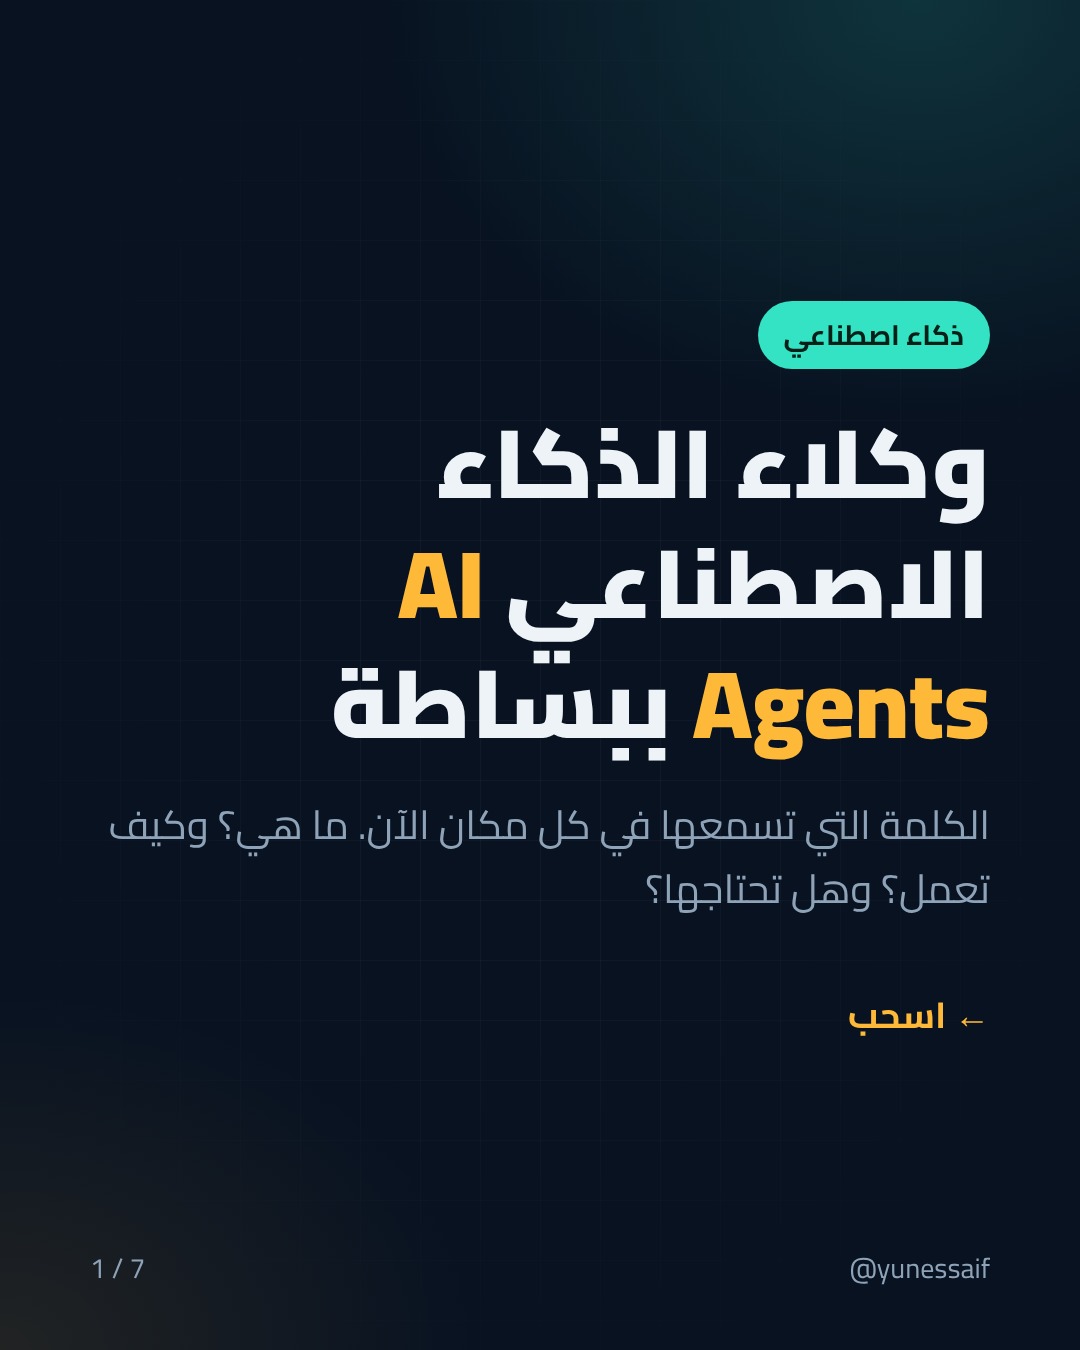 ذكاء اصطناعي
وكلاء الذكاء
الاصطناعي AI
Agents ببساطة
الكلمة التي تسمعها في كل مكان الآن. ما هي؟ وكيف
تعمل؟ وهل تحتاجها؟
← اسحب
@yunessaif
1 / 7